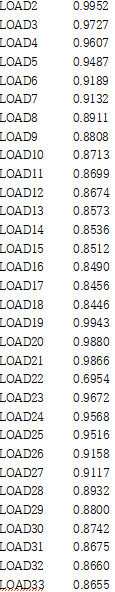 LOAD2 0.9952
LOAD3 0.9727
LOAD4 0.9607
LOAD5 0.9487
LOAD6 0.9189
LOAD7 0.9132
LOAD8 0.8911
LOAD9 0.8808
LOAD10 0.8713
LOAD11 0.8699
LOAD12 0.8674
LOAD13 0.8573
LOAD14 0.8536
LOAD15 0.8512
LOAD16 0.8490
LOAD17 0.8456
LOAD18 0.8446
LOAD19 0.9943
LOAD20 0.9880
LOAD21 0.9866
LOAD22 0.6954
LOAD23 0.9672
LOAD24 0.9568
LOAD25 0.9516
LOAD26 0.9158
LOAD27 0.9117
LOAD28 0.8932
LOAD29 0.8800
LOAD30 0.8742
LOAD31 0.8675
LOAD32 0.8660
LOAD33 0.8655